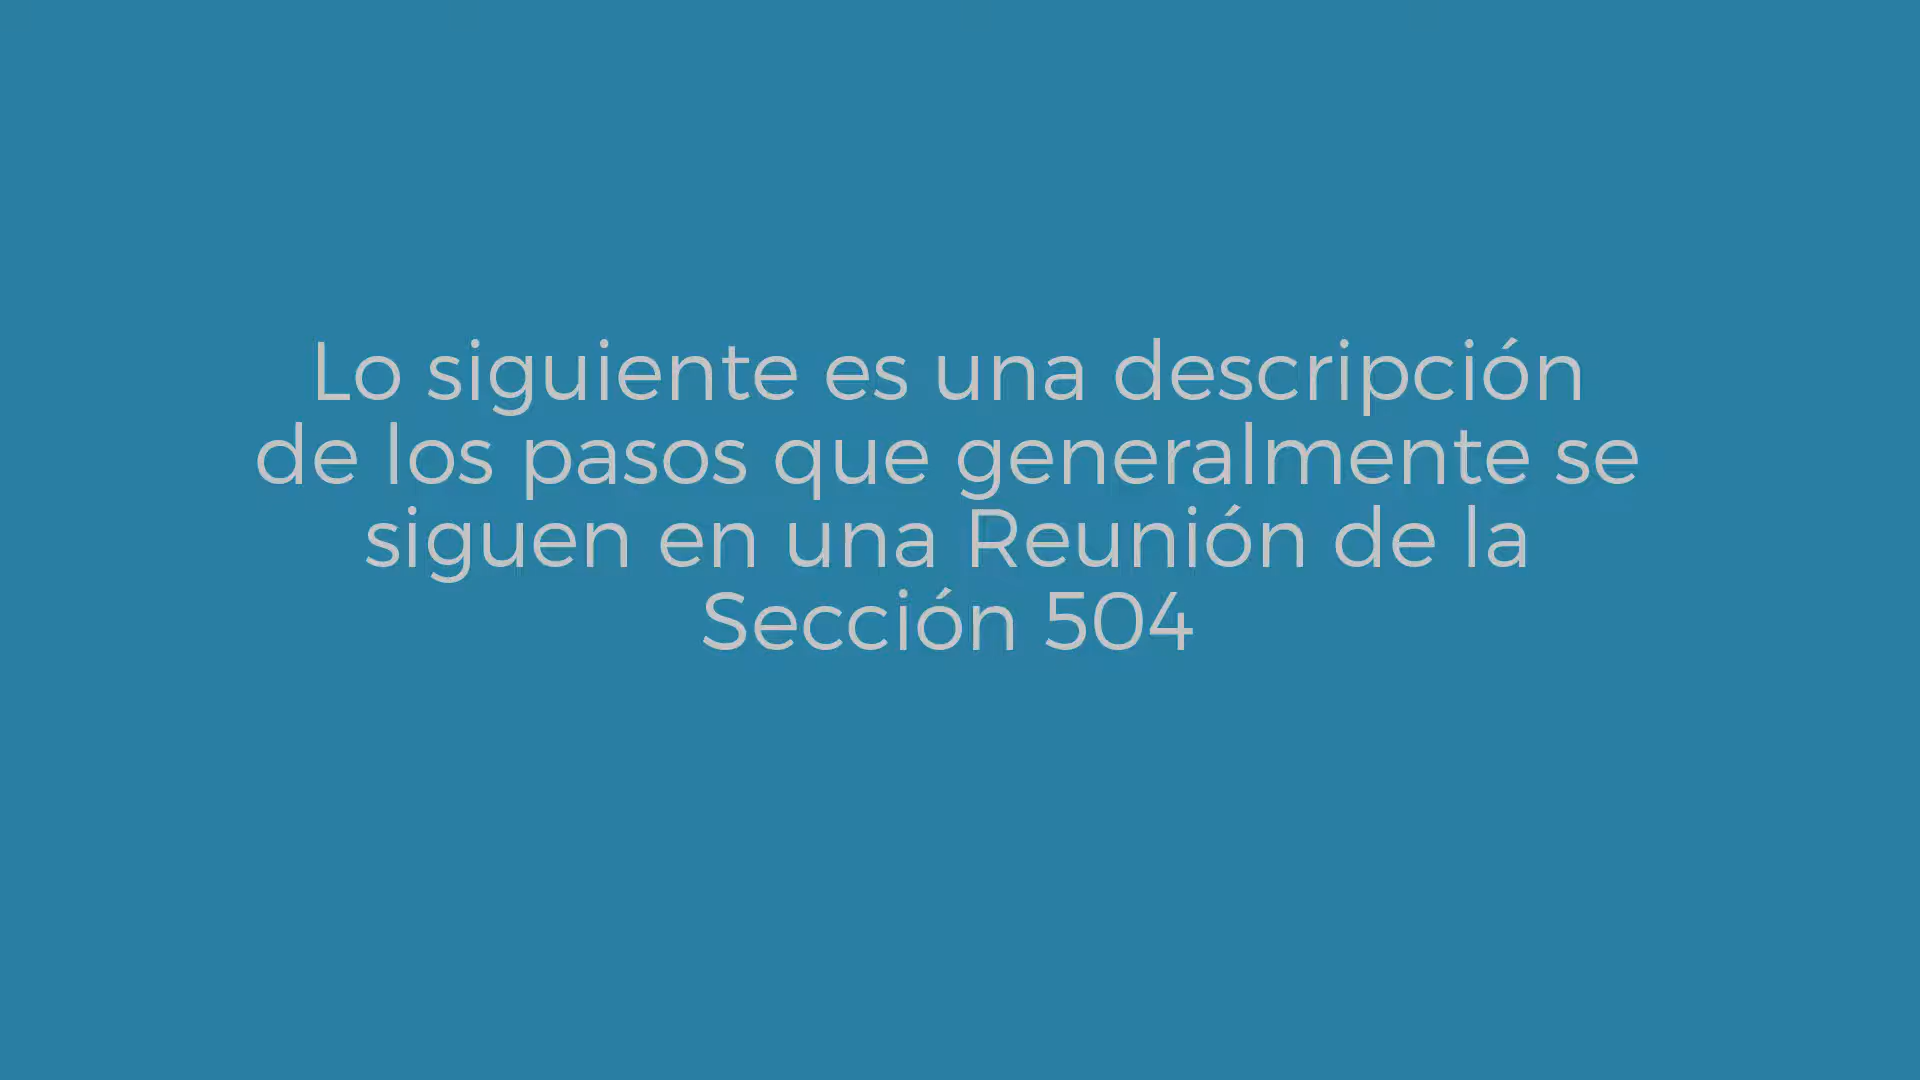 Lo siguiente es una descripción
de los pasos que generalmente se
siguen en una Reunión de la
Sección 504